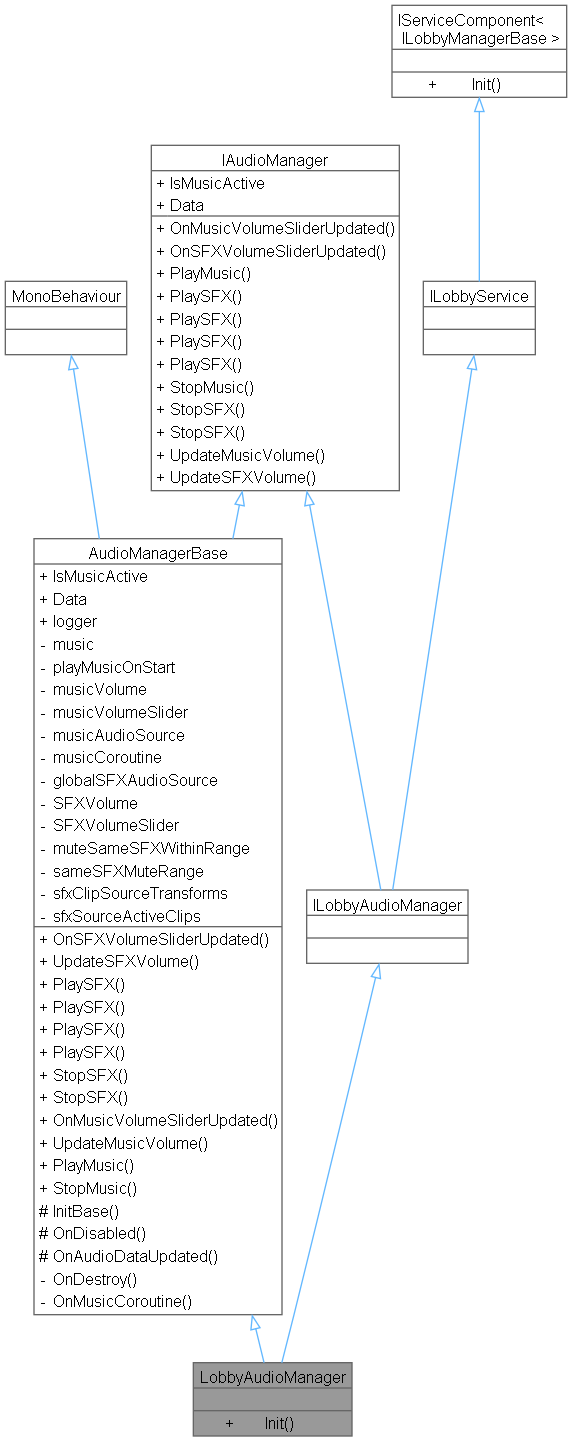 IServiceComponent<
ILobbyManagerBase >
+ Init()
IAudioManager
+ IsMusicActive
+ Data
+ OnMusicVolumeSliderUpdated()
+ OnSFXVolumeSliderUpdated()
+ PlayMusic()
+ PlaySFX()
+ PlaySFX()
+ PlaySFX()
+ PlaySFX()
+ StopMusic()
+ StopSFX()
+ StopSFX()
+ UpdateMusicVolume()
+ UpdateSFXVolume()
MonoBehaviour
ILobbyService
AudioManagerBase
+ IsMusicActive
+ Data
+ logger
- music
- playMusicOnStart
- musicVolume
- musicVolumeSlider
- musicAudioSource
- musicCoroutine
- globalSFXAudioSource
- SFXVolume
- SFXVolumeSlider
- muteSameSFXWithinRange
- sameSFXMuteRange
- sfxClipSourceTransforms
- sfxSourceActiveClips
+ OnSFXVolumeSliderUpdated()
+ UpdateSFXVolume()
+ PlaySFX()
+ PlaySFX()
+ PlaySFX()
+ PlaySFX()
+ StopSFX()
+ StopSFX()
+ OnMusicVolumeSliderUpdated()
+ UpdateMusicVolume()
+ PlayMusic()
+ StopMusic()
# InitBase()
# OnDisabled()
# OnAudioDataUpdated()
- OnDestroy()
- OnMusicCoroutine()
ILobbyAudioManager
LobbyAudioManager
+ Init()